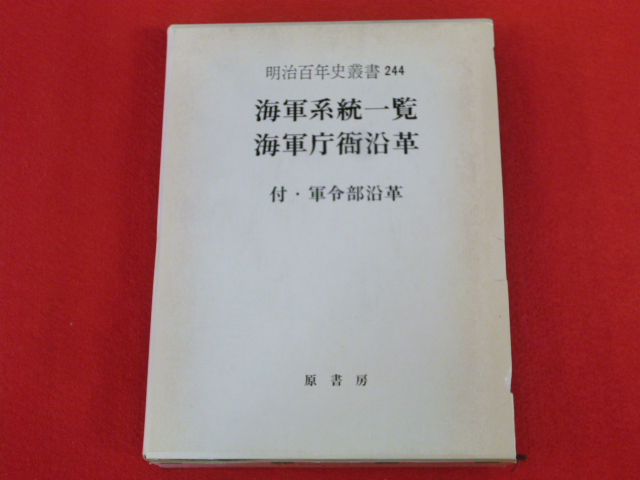 明治百年史叢書 244
海軍系統一覧
海軍庁衙沿革
付・軍令部沿革
原書房